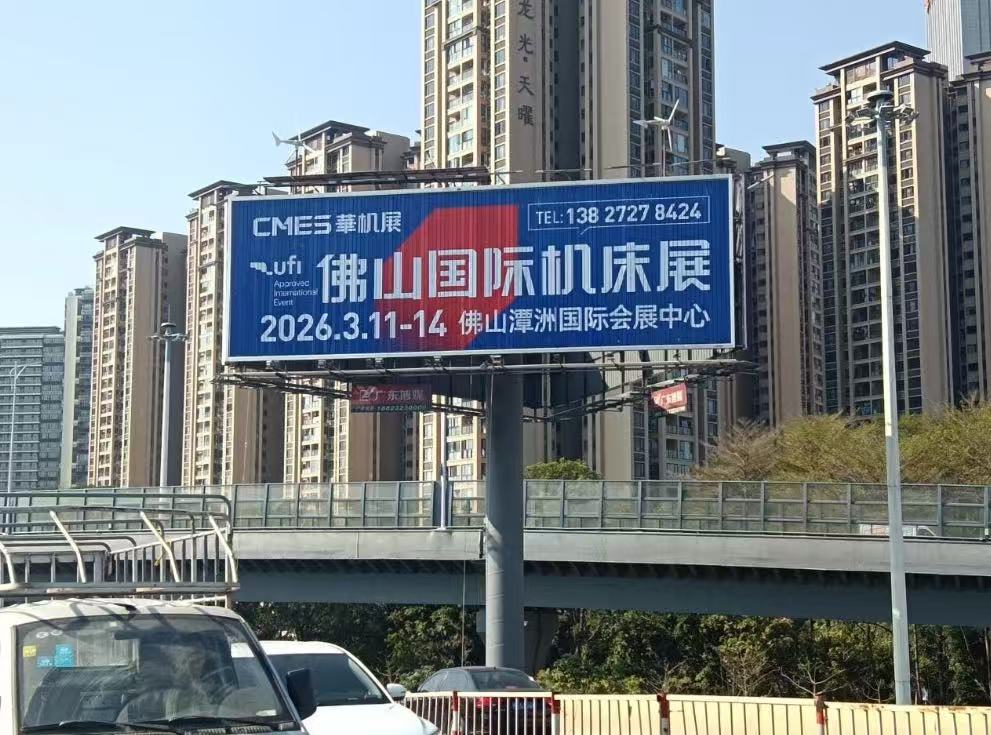 龙光·天曜
CMES 華机展
TEL: 138 2727 8424
ufi
Approved
International
Event
佛山国际机床展
2026.3.11-14 佛山潭洲国际会展中心